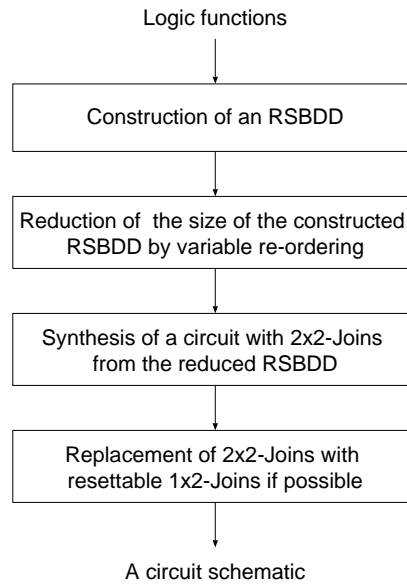 Logic functions
Construction of an RSBDD
Reduction of the size of the constructed
RSBDD by variable re-ordering
Synthesis of a circuit with 2x2-Joins
from the reduced RSBDD
Replacement of 2x2-Joins with
resettable 1x2-Joins if possible
A circuit schematic